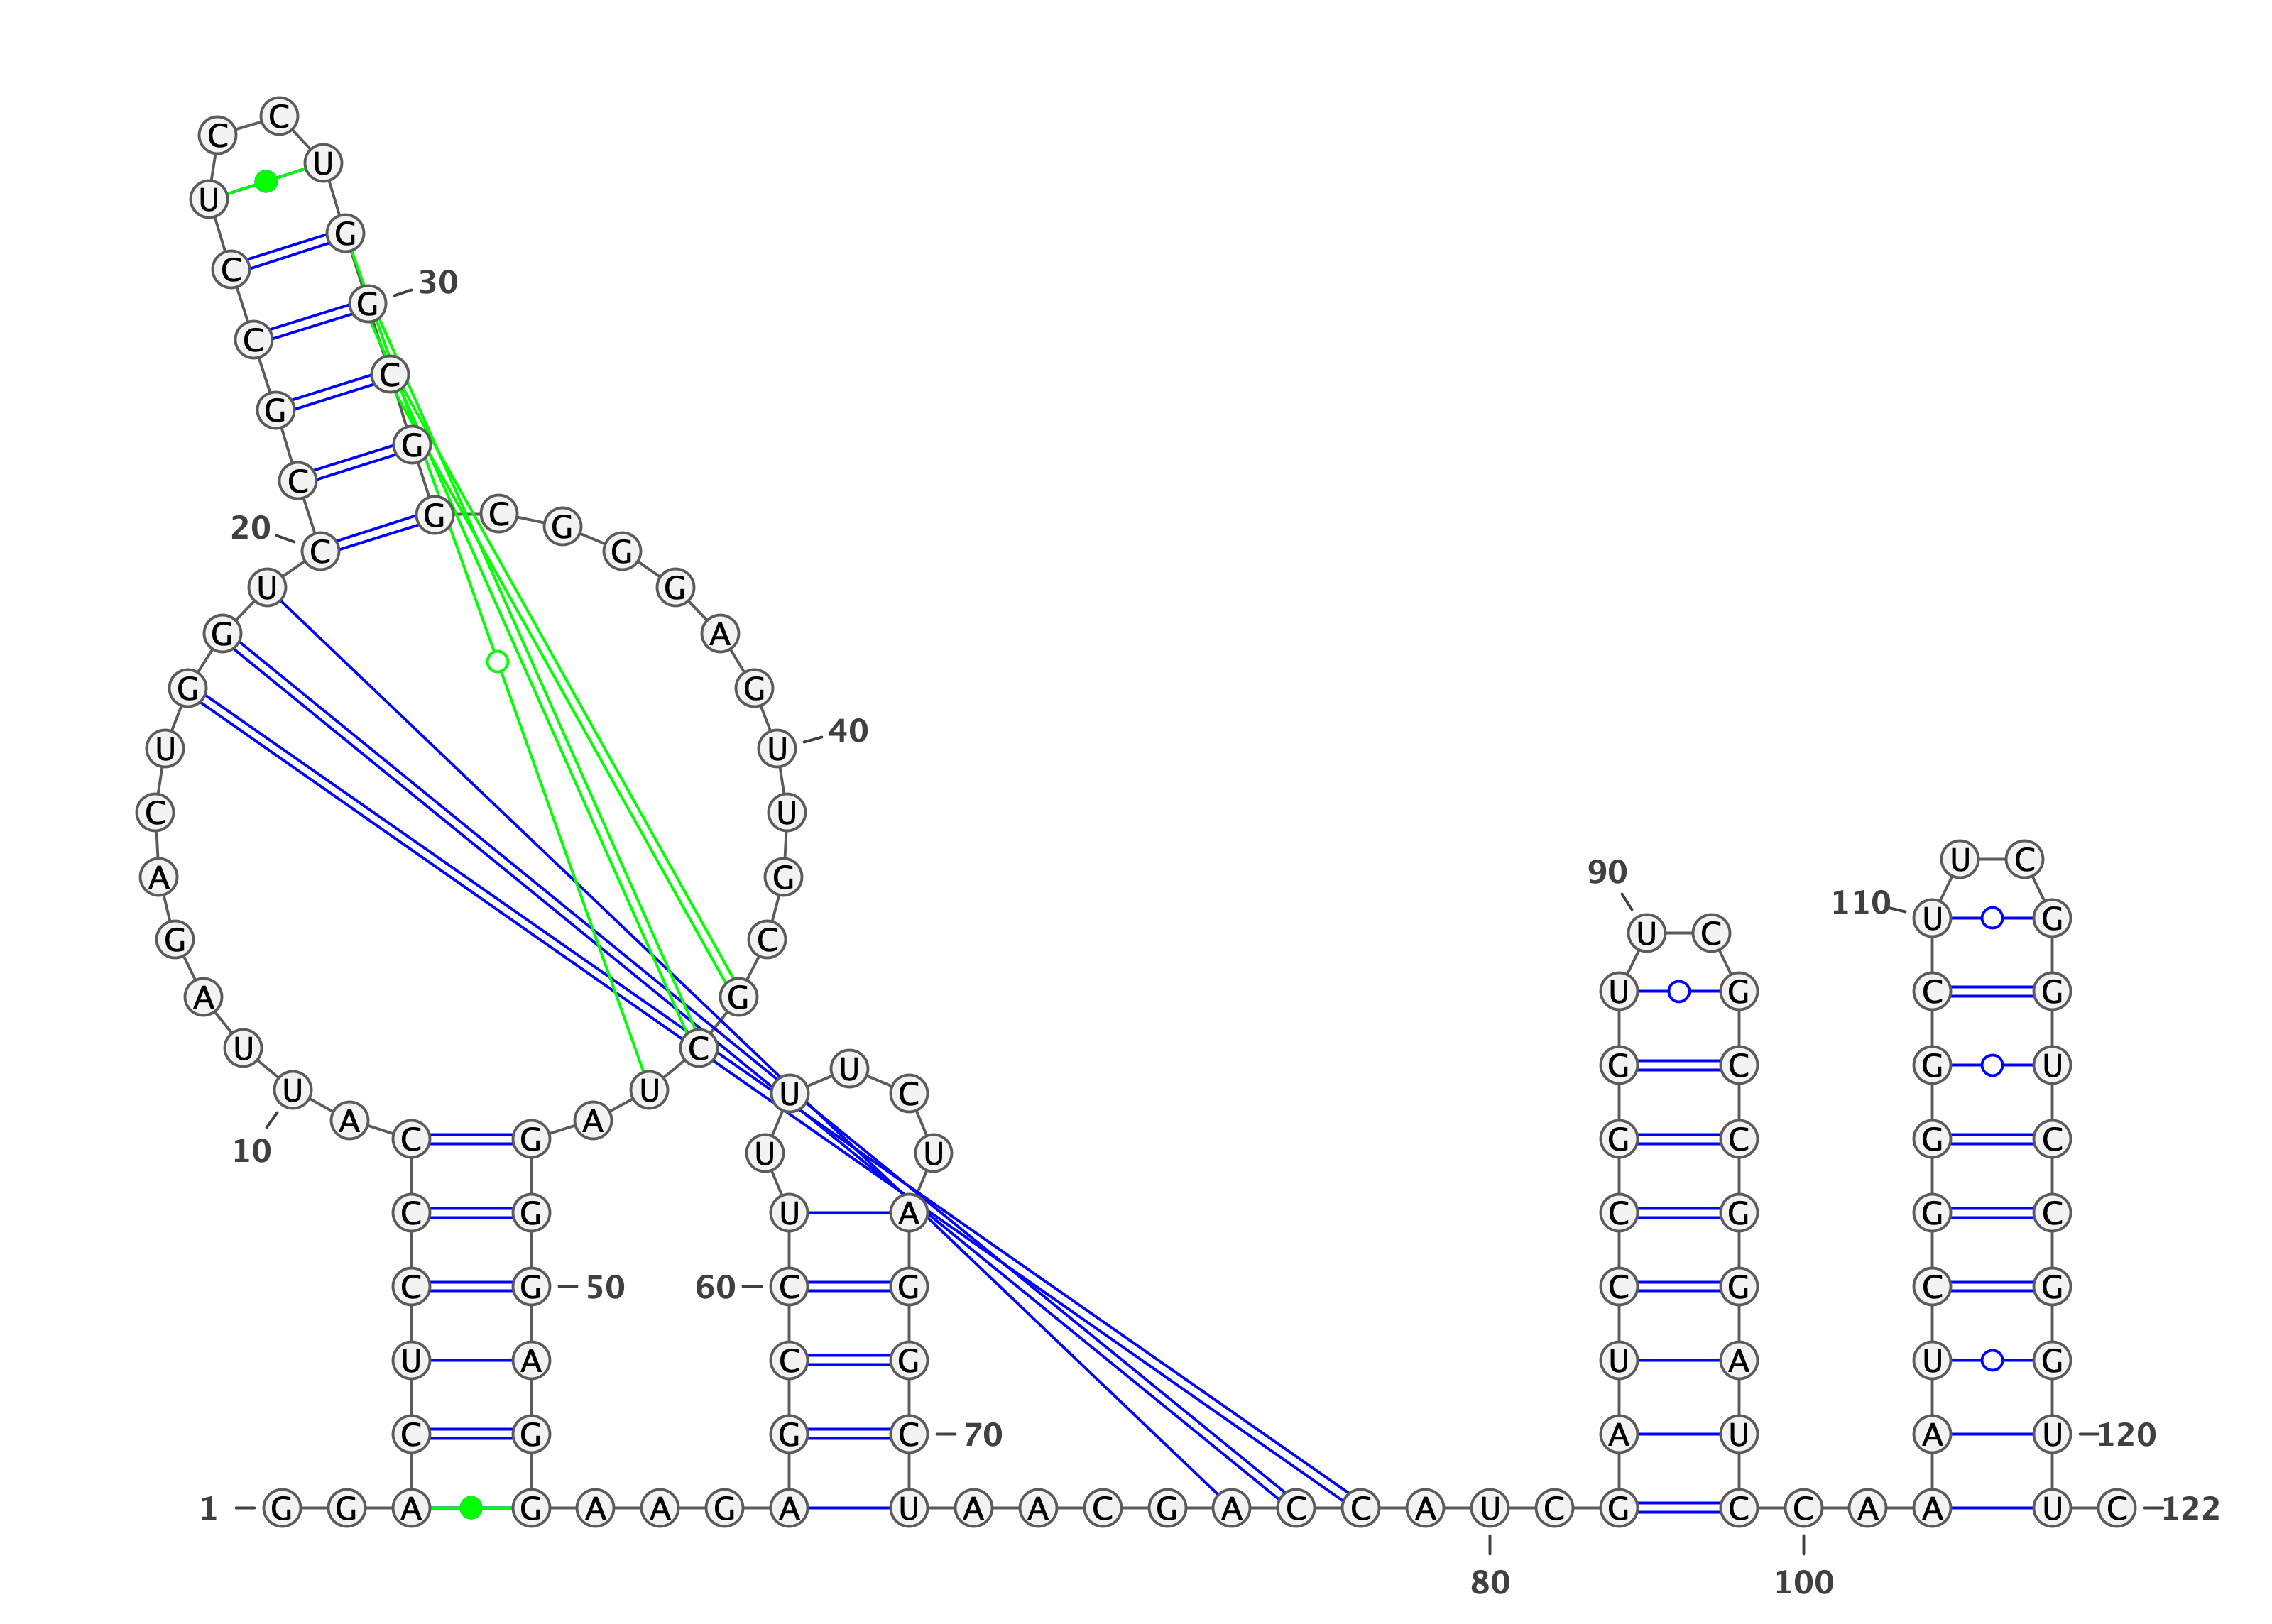 C
C
U
U
G
C
G 30
C
C
G
G
C
G C G
20 C G
U G
G A
G G
U U 40
C U
U C
90 A G
110 U G
G C U C
A G U G C G
U C U G C G U
U U U C
A A
C G G C G C
10 U U
C G U A C G G C
C G 50 60 C G C G C G
U A C G U A U G
C G G C 70 A U A U 120
1 G G A G A A G A U A A C G A C C A U C G C C A A U C 122
80 100